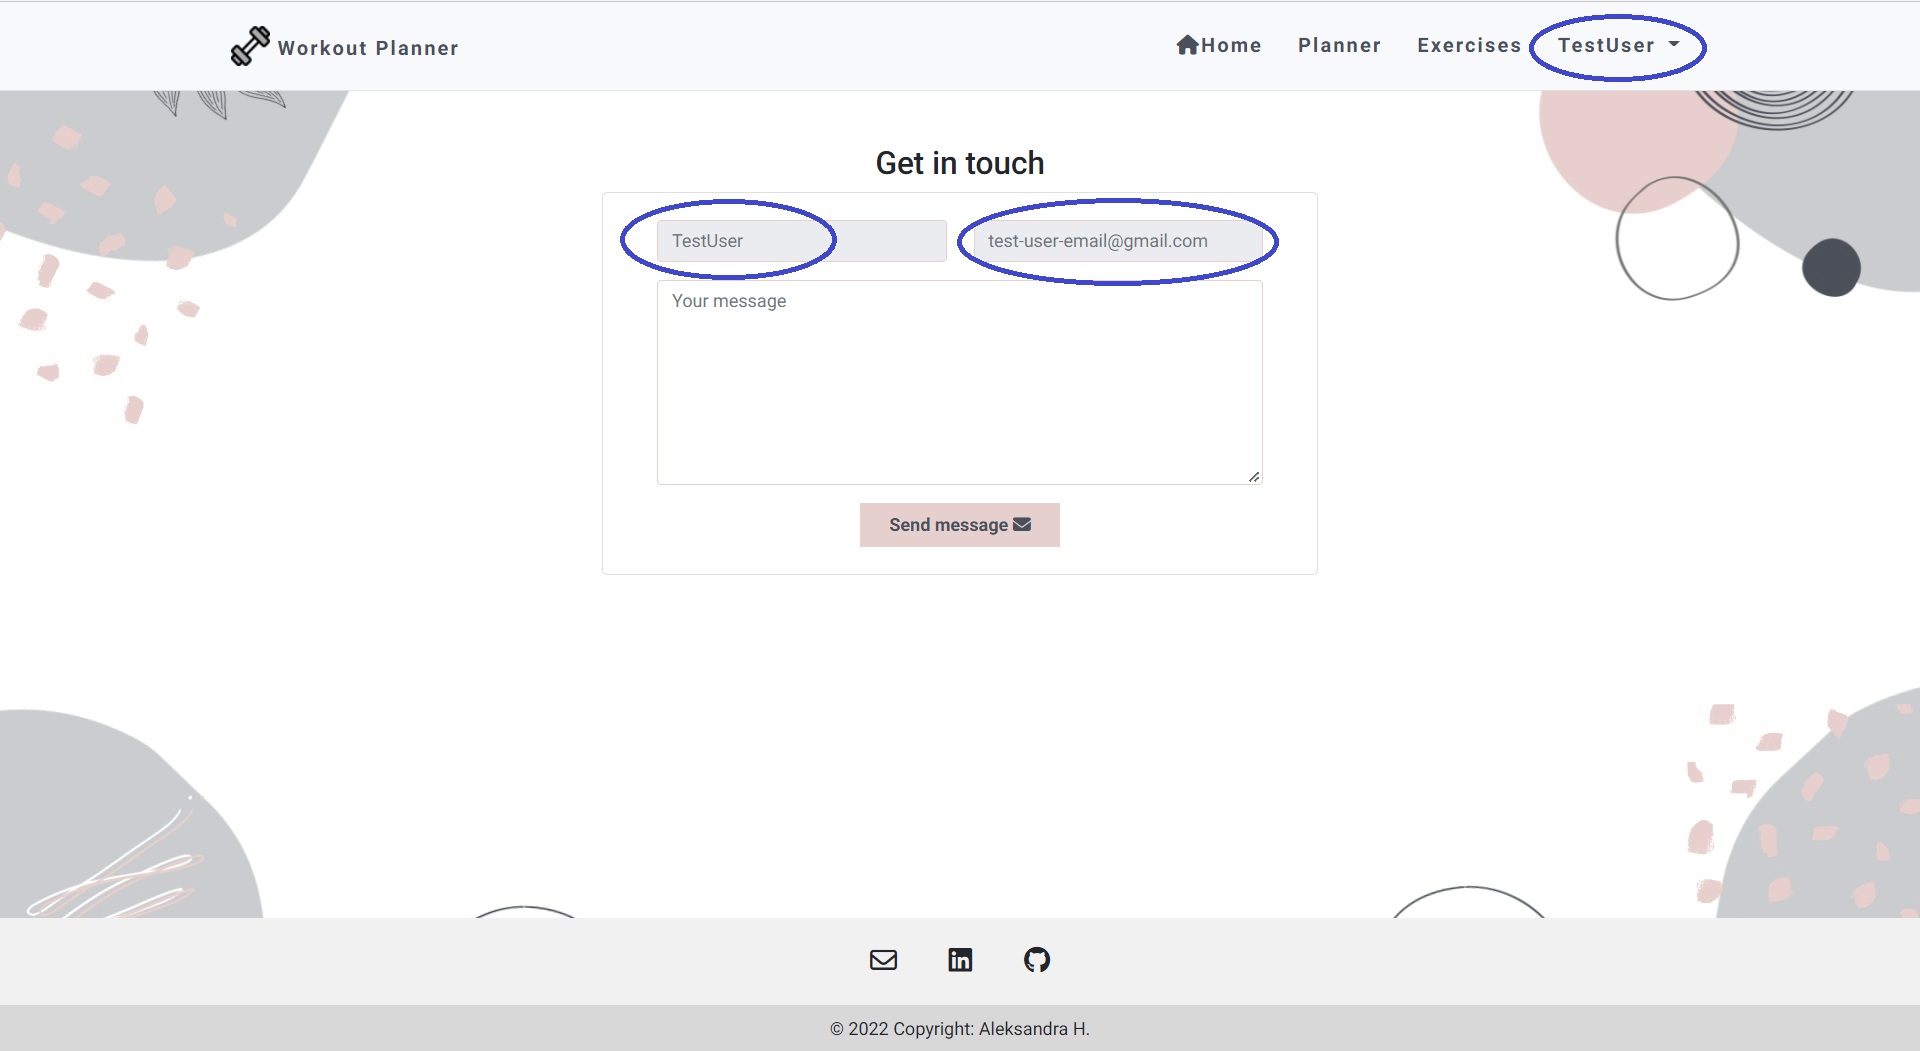 Workout Planner
Home Planner Exercises TestUser
Get in touch
TestUser test-user-email@gmail.com
Your message
Send message
in
© 2022 Copyright: Aleksandra H.